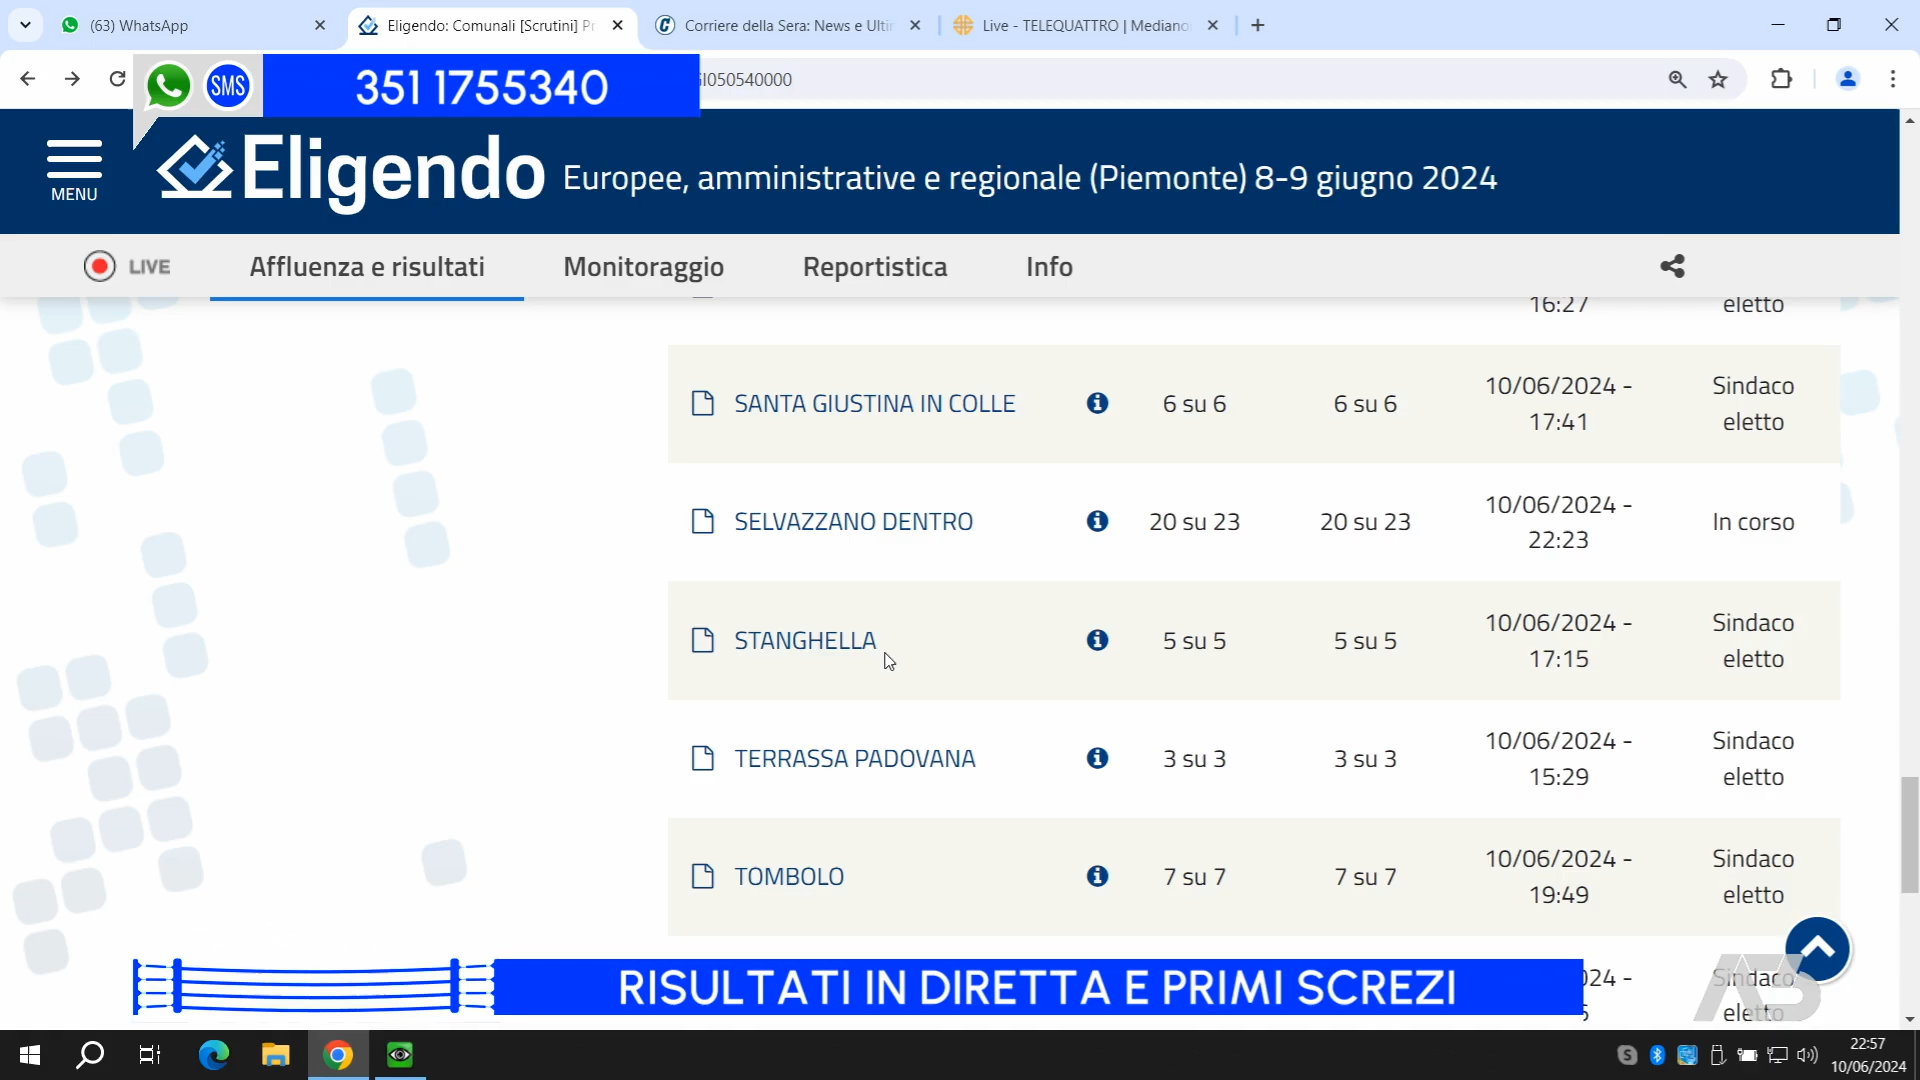 (63) WhatsApp
Eligendo: Comunali [Scrutini] Pr
Corriere della Sera: News e Ultim
Live - TELEQUATTRO | Mediano
SMS
351 1755340
I050540000
MENU
Eligendo
Europee, amministrative e regionale (Piemonte) 8-9 giugno 2024
LIVE
Affluenza e risultati
Monitoraggio
Reportistica
Info
16:27
eletto
SANTA GIUSTINA IN COLLE
6 su 6
6 su 6
10/06/2024 -
17:41
Sindaco
eletto
SELVAZZANO DENTRO
20 su 23
20 su 23
10/06/2024 -
22:23
In corso
STANGHELLA
5 su 5
5 su 5
10/06/2024 -
17:15
Sindaco
eletto
TERRASSA PADOVANA
3 su 3
3 su 3
10/06/2024 -
15:29
Sindaco
eletto
TOMBOLO
7 su 7
7 su 7
10/06/2024 -
19:49
Sindaco
eletto
24 -
Sindaco
eletto
RISULTATI IN DIRETTA E PRIMI SCREZI
22:57
10/06/2024